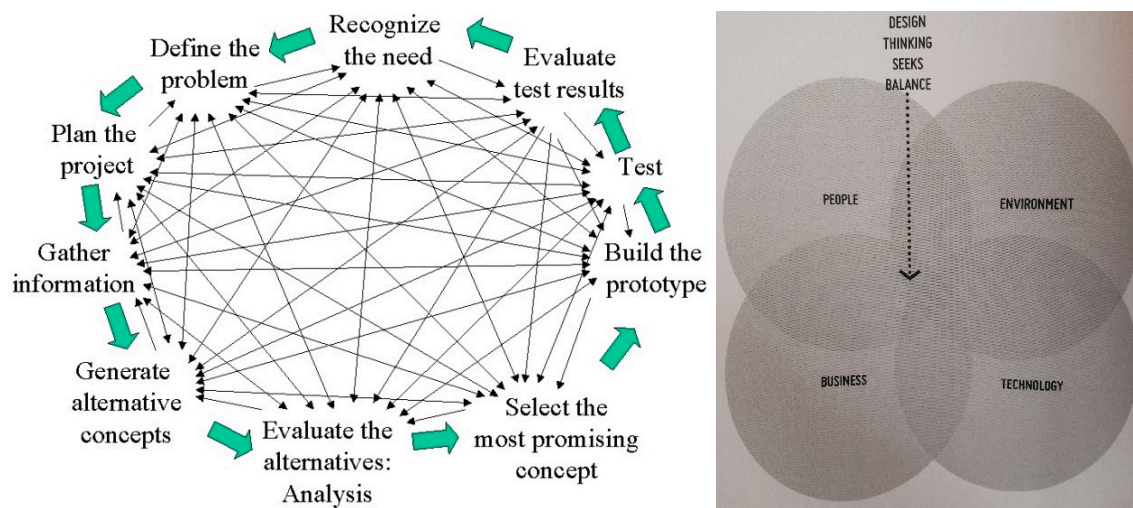 Recognize
the need
Define the
problem
Plan the
project
Gather
information
Generate
alternative
concepts
Evaluate the
alternatives:
Analysis
Select the
most promising
concept
Build the
prototype
Test
Evaluate
test results
DESIGN
THINKING
SEEKS
BALANCE
PEOPLE
ENVIRONMENT
BUSINESS
TECHNOLOGY